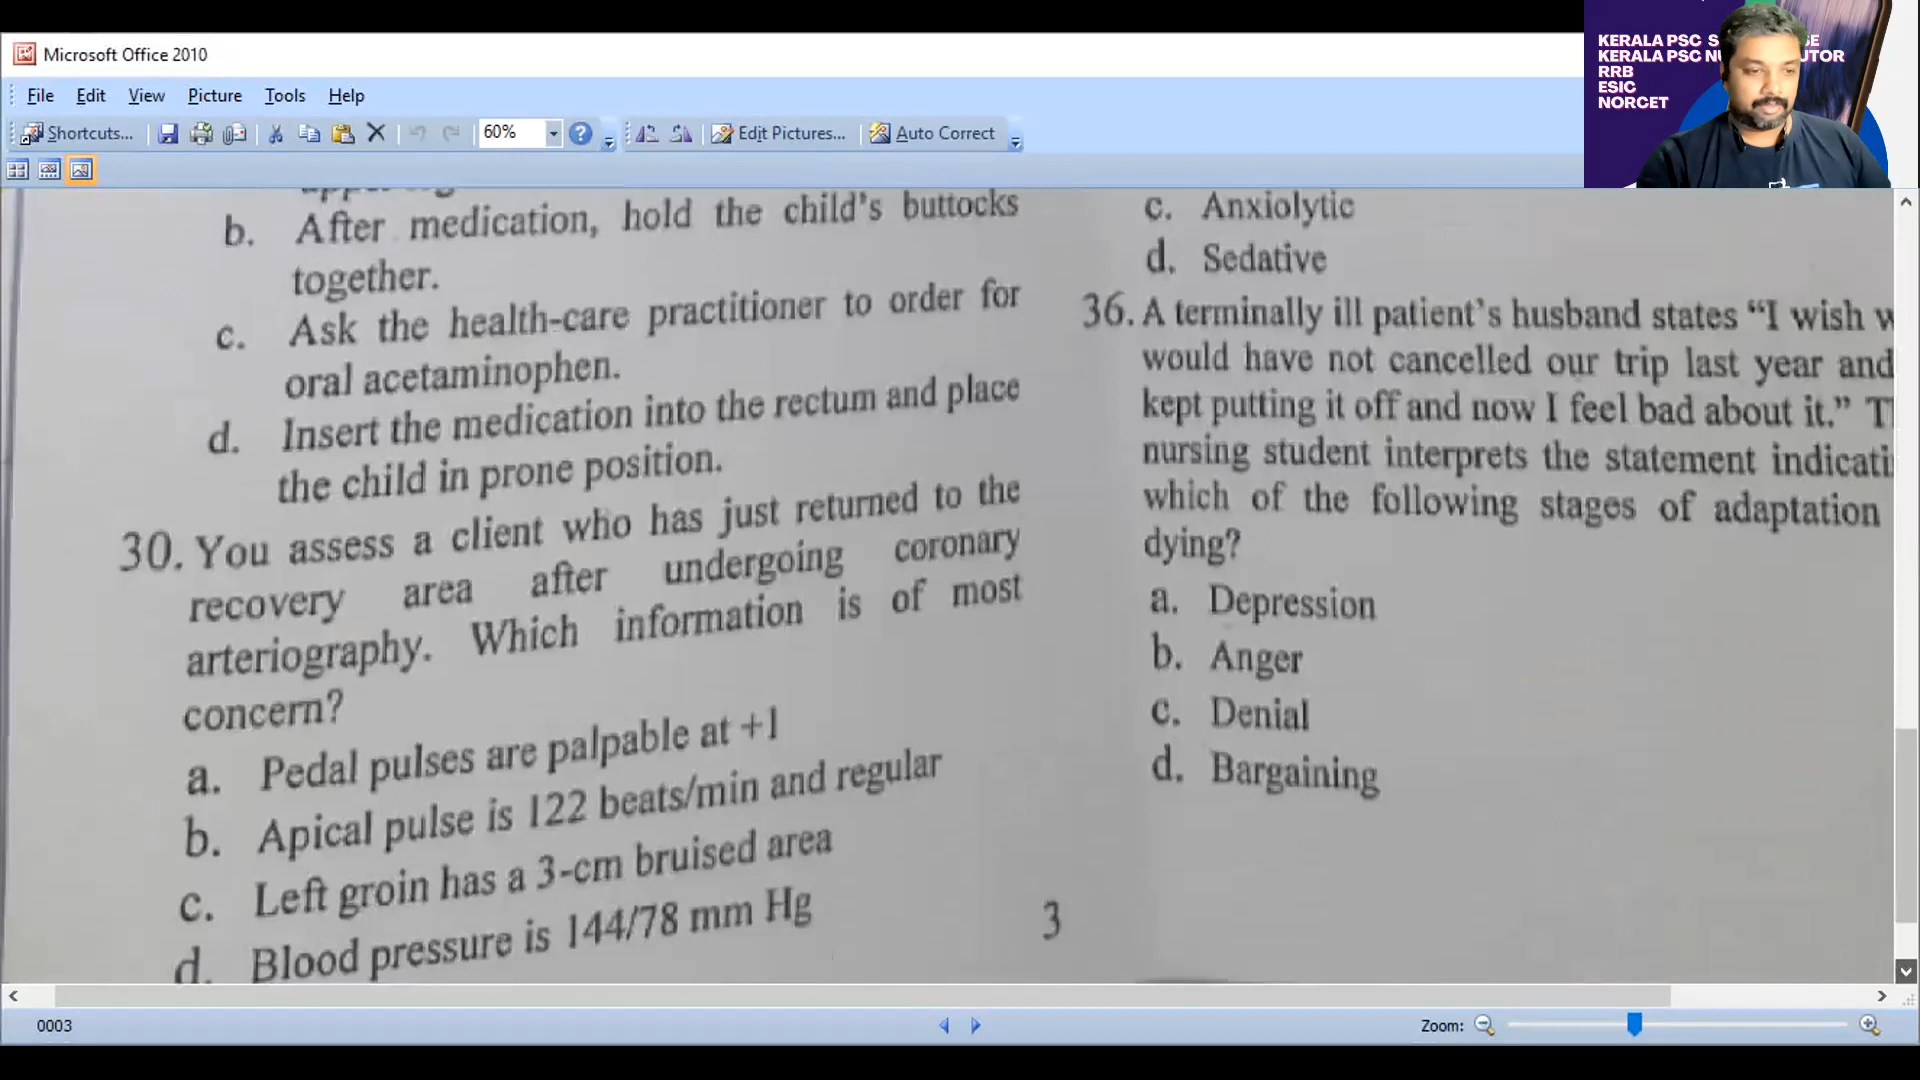 Microsoft Office 2010
File Edit View Picture Tools Help
Shortcuts... 60% Edit Pictures... Auto Correct
KERALA PSC
KERALA PSC
RRB
ESIC
NORCET
b. After medication, hold the child's buttocks
together.
c. Ask the health-care practitioner to order for
oral acetaminophen.
d. Insert the medication into the rectum and place
the child in prone position.
30. You assess a client who has just returned to the
recovery area after undergoing coronary
arteriography. Which information is of most
concern?
a. Pedal pulses are palpable at +1
b. Apical pulse is 122 beats/min and regular
c. Left groin has a 3-cm bruised area
d. Blood pressure is 144/78 mm Hg
c. Anxiolytic
d. Sedative
36. A terminally ill patient's husband states "I wish
would have not cancelled our trip last year and
kept putting it off and now I feel bad about it."
nursing student interprets the statement
which of the following stages of adaptation
dying?
a. Depression
b. Anger
c. Denial
d. Bargaining
3
0003
Zoom: